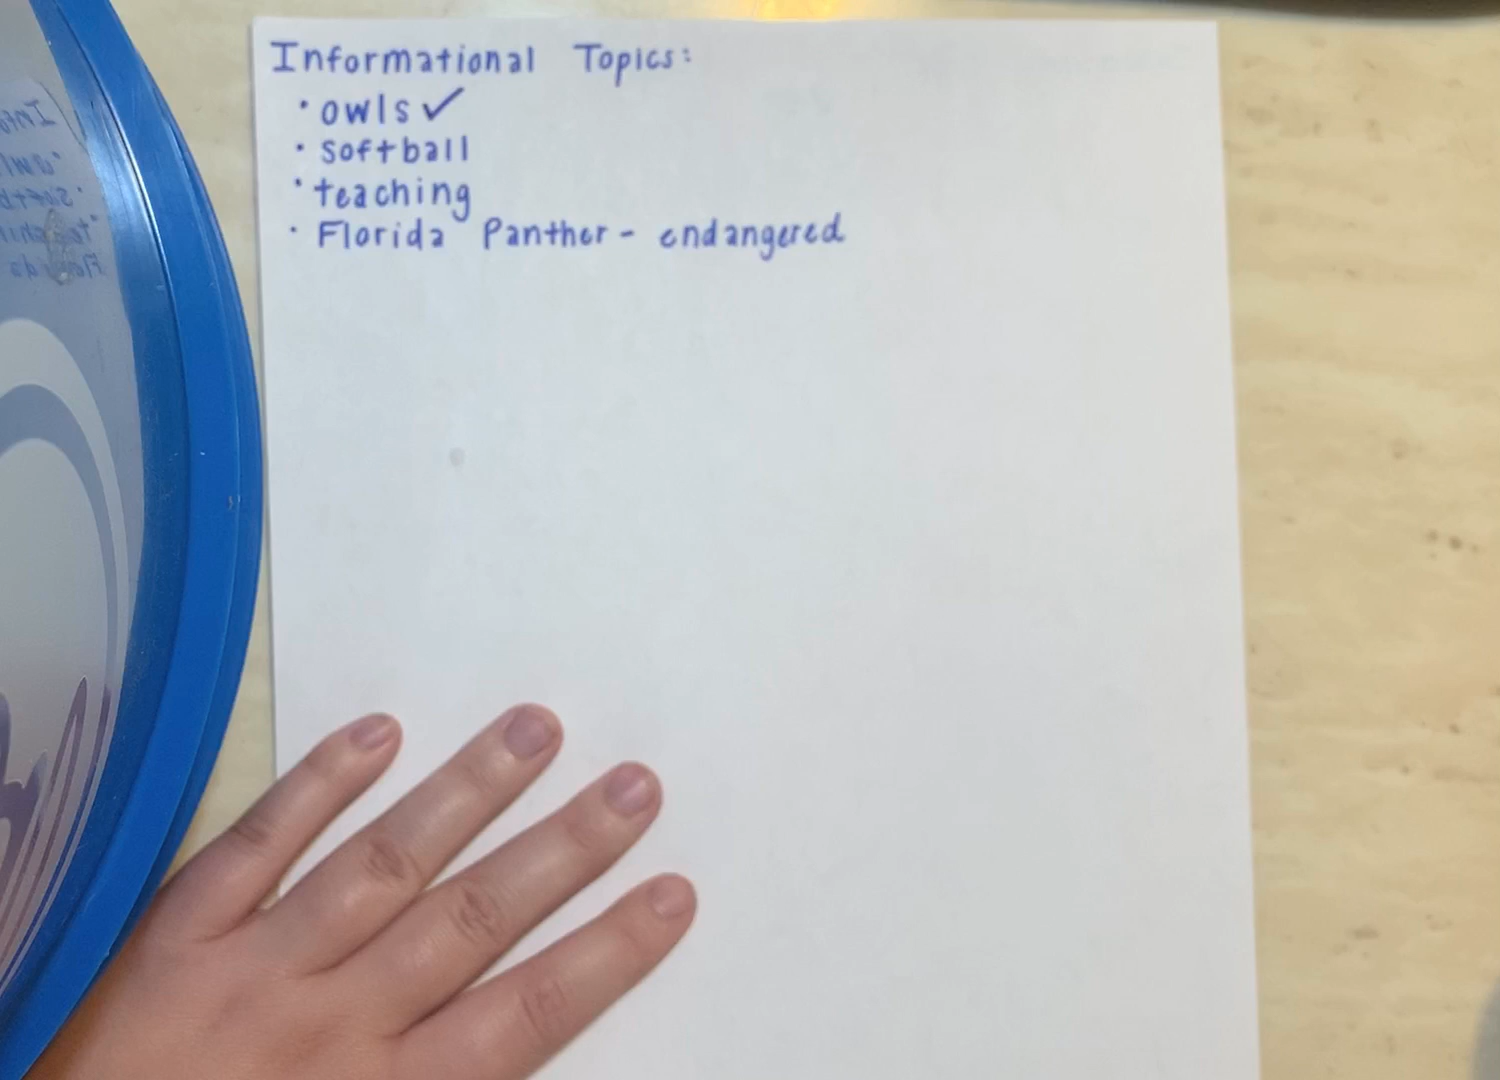 Informational Topics:
• owls ✓
• softball
• teaching
• Florida Panther - endangered